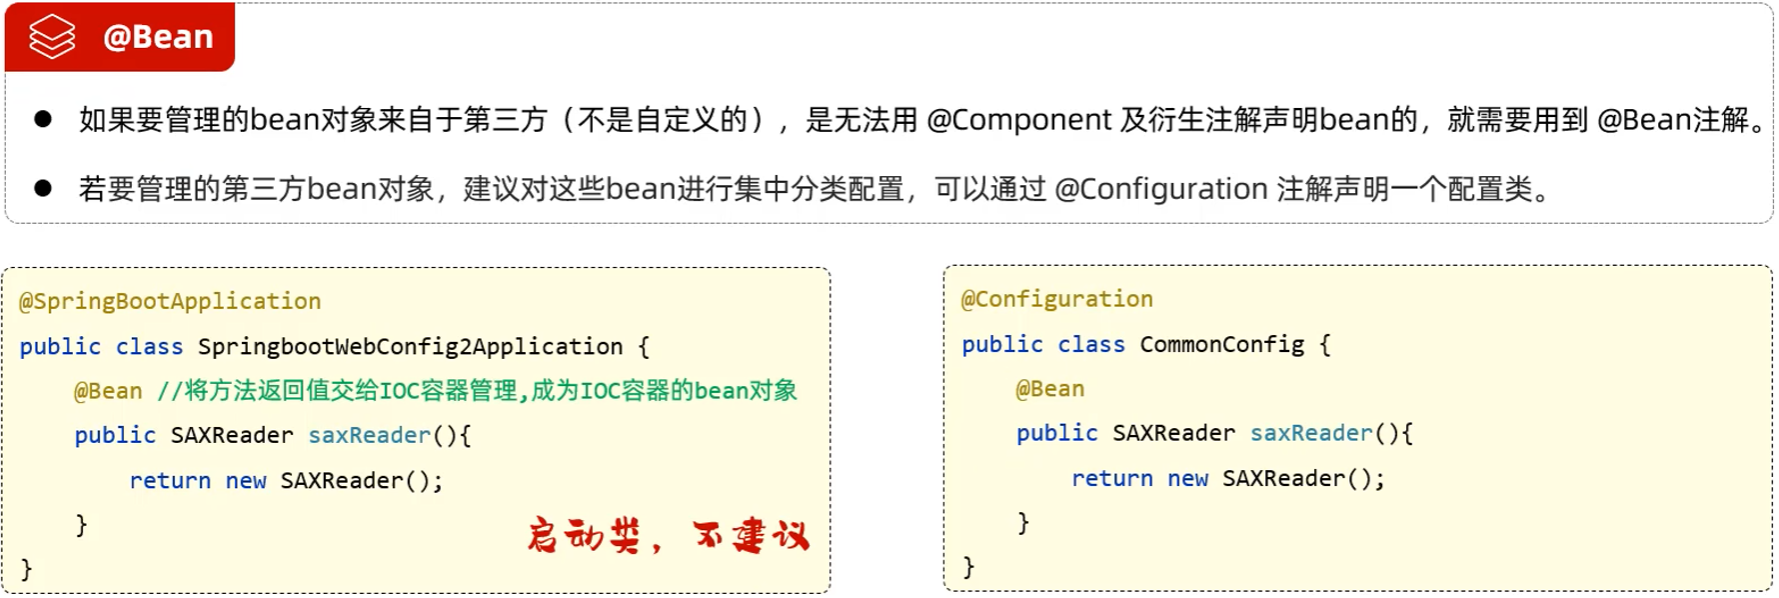 @Bean
如果要管理的bean对象来自于第三方（不是自定义的），是无法用 @Component 及衍生注解声明bean的，就需要用到 @Bean注解。
若要管理的第三方bean对象，建议对这些bean进行集中分类配置，可以通过 @Configuration 注解声明一个配置类。
@SpringBootApplication
public class SpringbootWebConfig2Application {
@Bean //将方法返回值交给IOC容器管理,成为IOC容器的bean对象
public SAXReader saxReader(){
return new SAXReader();
}
启动类，不建议
}
@Configuration
public class CommonConfig {
@Bean
public SAXReader saxReader(){
return new SAXReader();
}
}